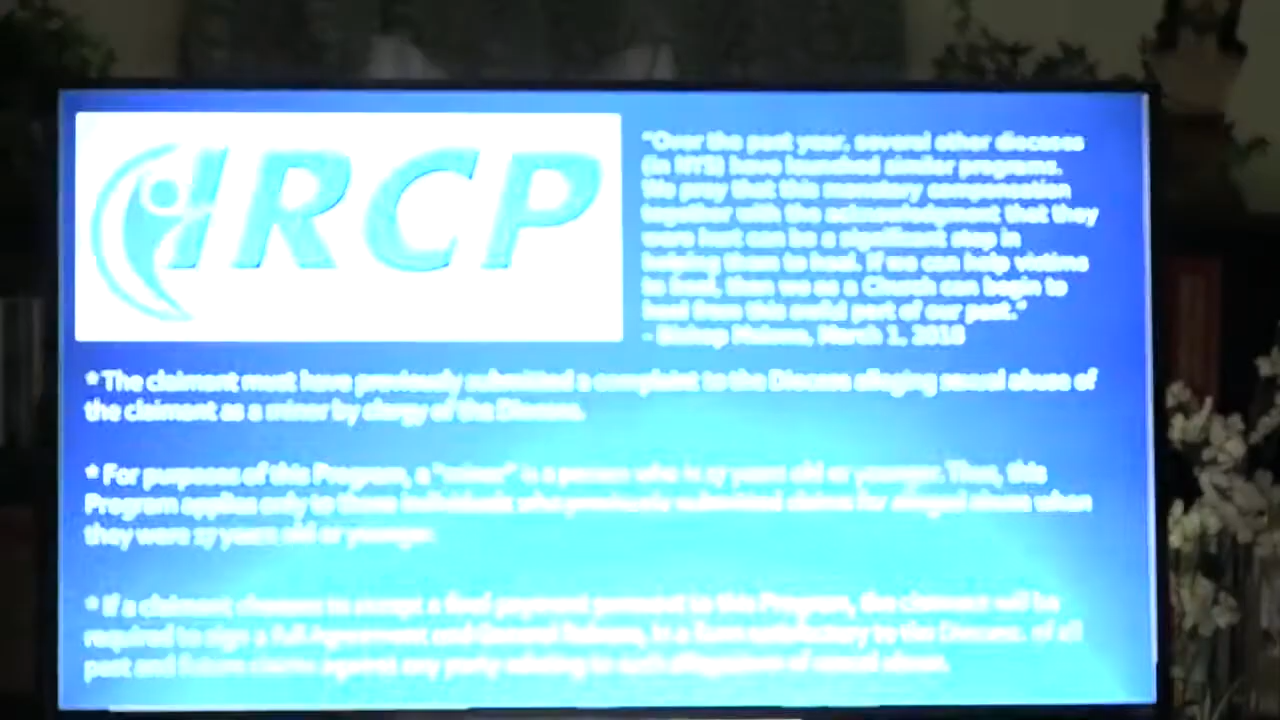 IRCP
"Over the past year, several other dioceses
(in NYS) have launched similar programs.
We pray that this monetary compensation
together with the acknowledgment that they
were hurt can be a significant step in
helping them to heal. If we can help victims
to heal, then we as a Church can begin to
heal from this awful part of our past."
- Bishop Malone, March 1, 2018
* The claimant must have previously submitted a complaint to the Diocese alleging sexual abuse of
the claimant as a minor by clergy of the Diocese.
* For purposes of this Program, a "minor" is a person who is 17 years old or younger. Thus, this
Program applies only to those individuals who previously submitted claims for alleged abuse when
they were 17 years old or younger.
* If a claimant chooses to accept a final payment pursuant to this Program, the claimant will be
required to sign a full Agreement and General Release, in a form satisfactory to the Diocese, of all
past and future claims against any party relating to such allegations of sexual abuse.